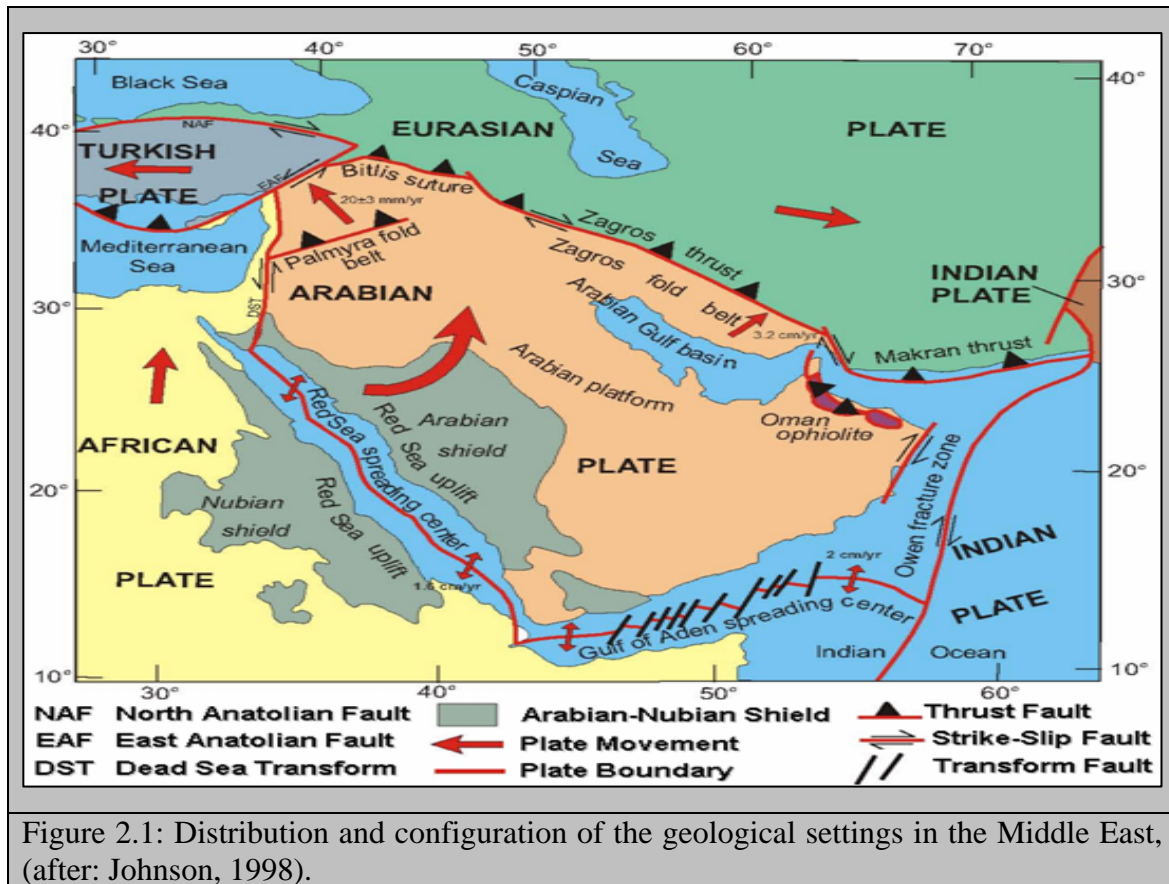 30°
40°
50°
60°
70°
Black Sea
Caspian
Sea
40°
40°
NAF
EURASIAN
PLATE
TURKISH
PLATE
EAF
Bitlis suture
20±3 mm/yr
Zagros thrust
Mediterranean
Sea
Palmyra fold
belt
Zagros fold
belt
INDIAN
PLATE
30°
30°
DST
ARABIAN
Arabian Gulf basin
3.2 cm/yr
Makran thrust
Arabian platform
Red Sea spreading center
Red Sea uplift
Arabian
shield
Oman
ophiolite
AFRICAN
PLATE
20°
20°
Nubian
shield
Red Sea uplift
Owen fracture zone
INDIAN
PLATE
PLATE
1.6 cm/yr
2 cm/yr
Gulf of Aden spreading center
Indian Ocean
10°
10°
30°
40°
50°
60°
NAF North Anatolian Fault
Arabian-Nubian Shield
Thrust Fault
EAF East Anatolian Fault
Plate Movement
Strike-Slip Fault
DST Dead Sea Transform
Plate Boundary
Transform Fault
Figure 2.1: Distribution and configuration of the geological settings in the Middle East,
(after: Johnson, 1998).